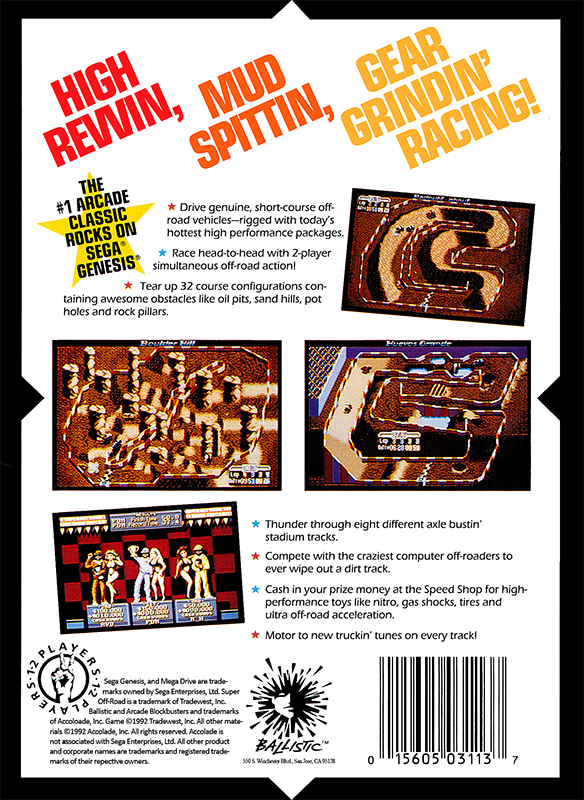 HIGH
REVVIN,
MUD
SPITTIN,
GEAR
GRINDIN'
RACING!
THE
#1 ARCADE
CLASSIC
ROCKS ON
SEGA®
GENESIS®
★ Drive genuine, short-course off-
road vehicles—rigged with today's
hottest high performance packages.
★ Race head-to-head with 2-player
simultaneous off-road action!
★ Tear up 32 course configurations con-
taining awesome obstacles like oil pits, sand hills, pot
holes and rock pillars.
Boulder Hill
Huevos Grande
★ Thunder through eight different axle bustin'
stadium tracks.
★ Compete with the craziest computer off-roaders to
ever wipe out a dirt track.
★ Cash in your prize money at the Speed Shop for high-
performance toys like nitro, gas shocks, tires and
ultra off-road acceleration.
★ Motor to new truckin' tunes on every track!
1-2 PLAYERS·1-2 PLAYERS·
Sega Genesis, and Mega Drive are trade-
marks owned by Sega Enterprises, Ltd. Super
Off-Road is a trademark of Tradewest, Inc.
Ballistic and Arcade Blockbusters and trademarks
of Accoloade, Inc. Game ©1992 Tradewest, Inc. All other mate-
rials ©1992 Accolade, Inc. All rights reserved. Accolade is
not associated with Sega Enterprises, Ltd. All other product
and corporate names are trademarks and registered trade-
marks of their repective owners.
BALLISTIC™
550 S. Winchester Blvd., San Jose, CA 95128
0 15605 03113 7